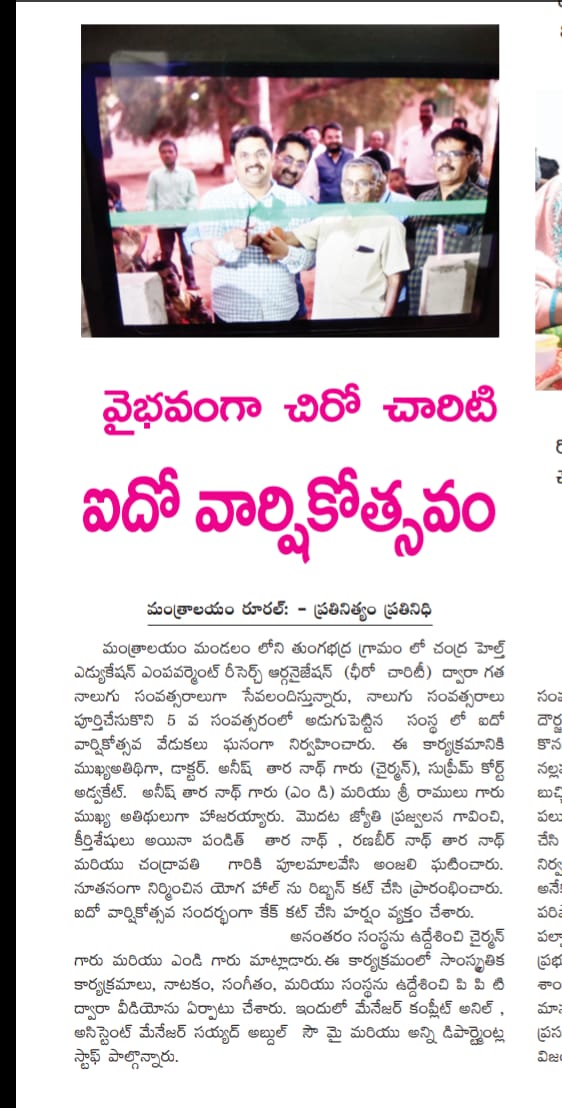 వైభవంగా చిరో చారిటి
ఐదో వార్షికోత్సవం
మంత్రాలయం రూరల్: - ప్రతినిత్యం ప్రతినిధి
మంత్రాలయం మండలం లోని తుంగభద్ర గ్రామం లో చంద్ర హెల్త్
ఎడ్యుకేషన్ ఎంపవర్మెంట్ రీసెర్చ్ ఆర్గనైజేషన్ (ఛీరో చారిటీ) ద్వారా గత
నాలుగు సంవత్సరాలుగా సేవలందిస్తున్నారు, నాలుగు సంవత్సరాలు
పూర్తిచేసుకొని 5 వ సంవత్సరంలో అడుగుపెట్టిన సంస్థ లో ఐదో
వార్షికోత్సవ వేడుకలు ఘనంగా నిర్వహించారు. ఈ కార్యక్రమానికి
ముఖ్యఅతిథిగా, డాక్టర్. అనీష్ తార నాథ్ గారు (చైర్మన్), సుప్రీమ్ కోర్ట్
అడ్వకేట్. అనీష్ తార నాథ్ గారు (ఎం డి) మరియు శ్రీ రాములు గారు
ముఖ్య అతిథులుగా హాజరయ్యారు. మొదట జ్యోతి ప్రజ్వలన గావించి,
కీర్తిశేషులు అయినా పండిత్ తార నాథ్ , రణబీర్ నాథ్ తార నాథ్
మరియు చంద్రావతి గారికి పూలమాలవేసి అంజలి ఘటించారు.
నూతనంగా నిర్మించిన యోగ హాల్ ను రిబ్బన్ కట్ చేసి ప్రారంభించారు.
ఐదో వార్షికోత్సవ సందర్భంగా కేక్ కట్ చేసి హర్షం వ్యక్తం చేశారు.
అనంతరం సంస్థను ఉద్దేశించి చైర్మన్
గారు మరియు ఎండి గారు మాట్లాడారు.ఈ కార్యక్రమంలో సాంస్కృతిక
కార్యక్రమాలు, నాటకం, సంగీతం, మరియు సంస్థను ఉద్దేశించి పి పి టి
ద్వారా వీడియోను ఏర్పాటు చేశారు. ఇందులో మేనేజర్ కంప్లీట్ అనిల్ ,
అసిస్టెంట్ మేనేజర్ సయ్యద్ అబ్దుల్ సౌ మై మరియు అన్ని డిపార్ట్మెంట్ల
స్టాఫ్ పాల్గొన్నారు.